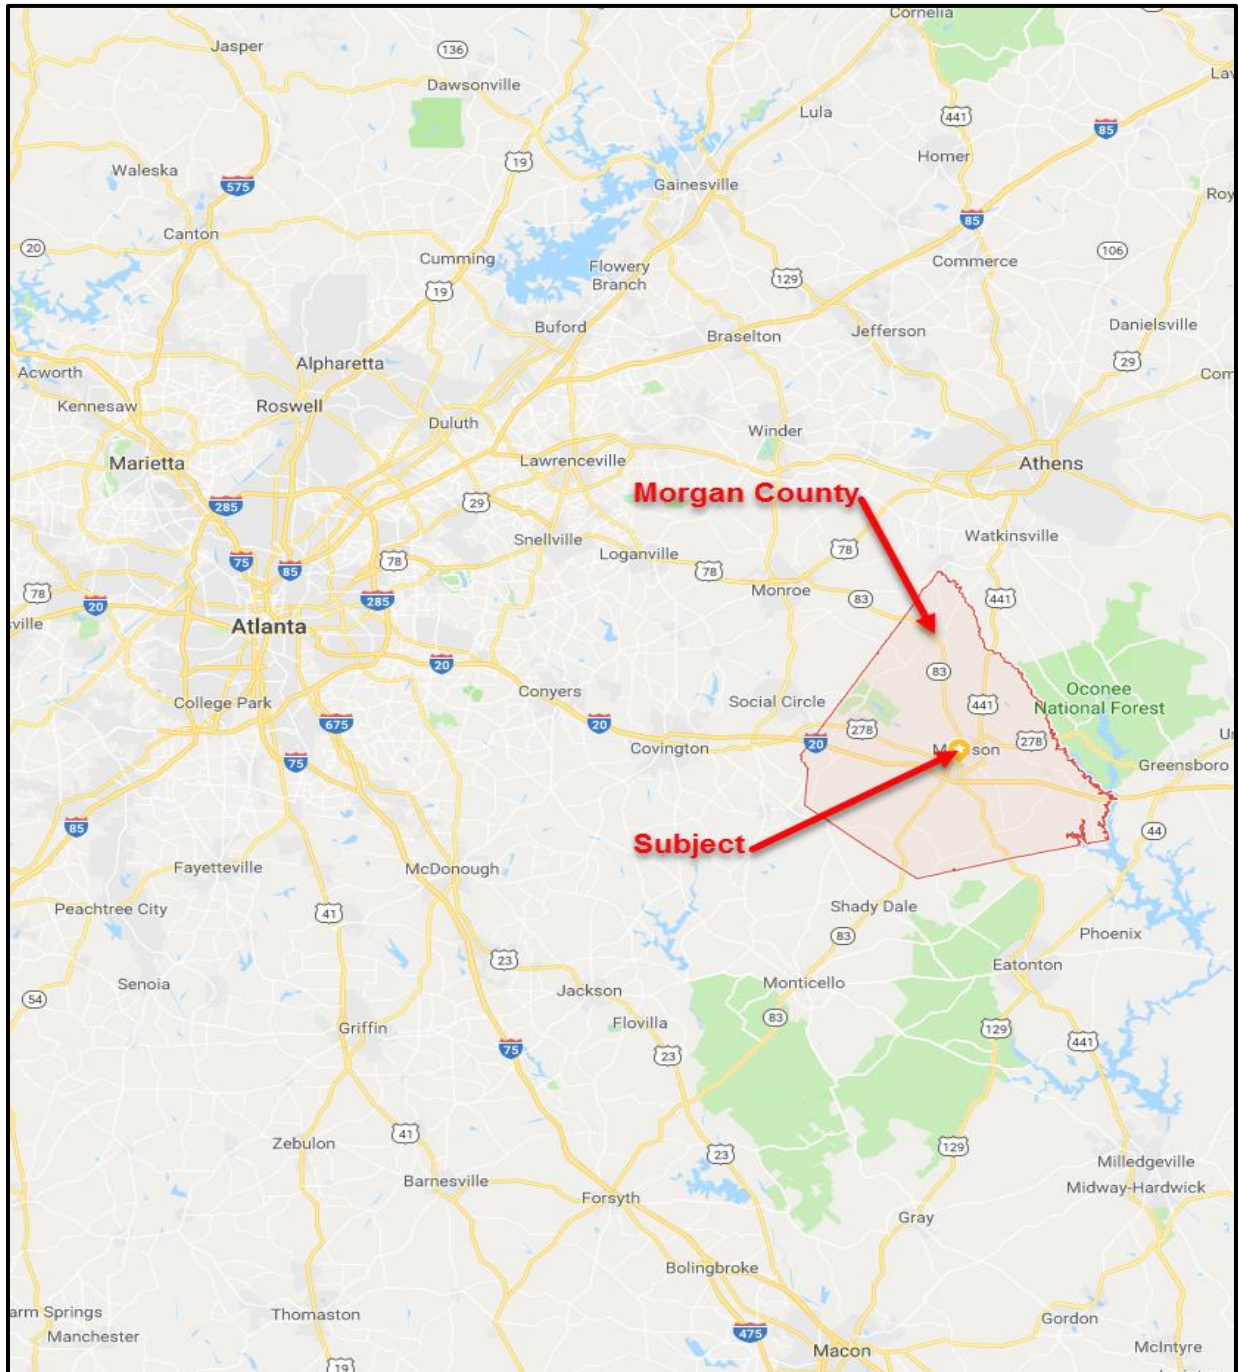 Cornelia
Jasper
136
Dawsonville
Lav
Lula
441
85
19
Homer
Waleska
575
Gainesville
Roy
85
Canton
20
106
Cumming
Flowery
Branch
Commerce
129
19
Buford
Braselton
Jefferson
Danielsville
Alpharetta
29
Acworth
Com
Kennesaw
Roswell
Duluth
Winder
Marietta
Lawrenceville
Athens
Morgan County
285
29
Snellville
Watkinsville
Loganville
78
75
85
78
78
Monroe
83
441
78
20
285
ville
Atlanta
20
83
Conyers
Oconee
National Forest
College Park
Social Circle
441
675
20
278
20
278
Covington
M son
75
Greensboro
85
44
Subject
Fayetteville
McDonough
Peachtree City
41
Shady Dale
83
Phoenix
23
Eatonton
Senoia
Monticello
54
Jackson
83
Griffin
Flovilla
129
75
23
441
41
Zebulon
129
23
Milledgeville
Barnesville
Midway-Hardwick
Forsyth
Gray
Bolingbroke
arm Springs
Thomaston
Gordon
Manchester
475
McIntyre
Macon
19